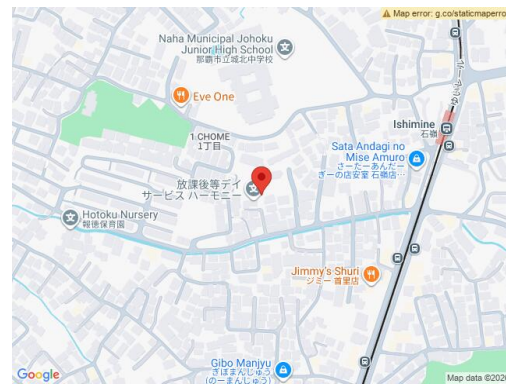 Map error: g.co/staticmaperro
Naha Municipal Johoku
Junior High School
那覇市立城北中学校
Eve One
1 CHOME
1丁目
Ishimine
石嶺
Sata Andagi no
Mise Amuro
さーたーあんだー
ぎーの店安室 石嶺店…
放課後等デイ
サービス ハーモニー
Hotoku Nursery
報徳保育園
Jimmy's Shuri
ジミー 首里店
Gibo Manjyu
ぎぼまんじゅう
(のーまんじゅう)
Google
Map data ©2026